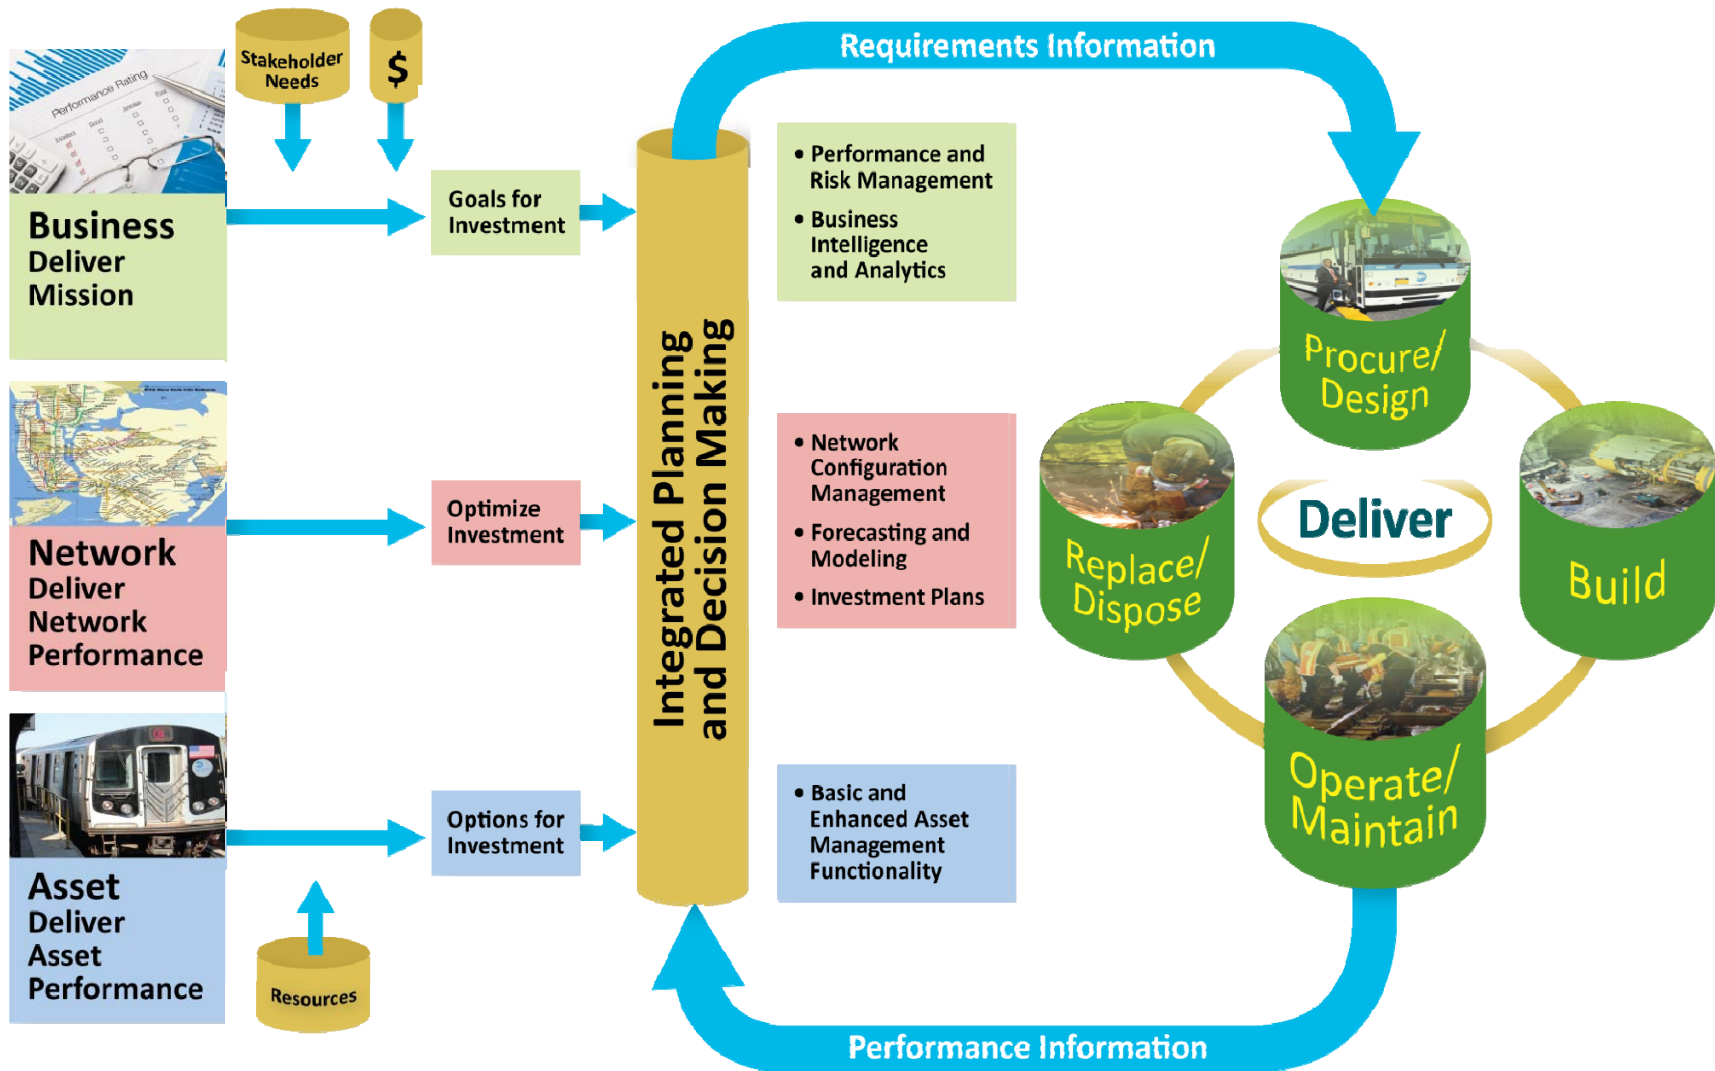 Stakeholder
Needs
$
Performance Rating
Business
Deliver
Mission
Goals for
Investment
Network
Deliver
Network
Performance
Optimize
Investment
Asset
Deliver
Asset
Performance
Options for
Investment
Resources
Integrated Planning
and Decision Making
Requirements Information
• Performance and
Risk Management
• Business
Intelligence
and Analytics
• Network
Configuration
Management
• Forecasting and
Modeling
• Investment Plans
• Basic and
Enhanced Asset
Management
Functionality
Procure/
Design
Build
Operate/
Maintain
Replace/
Dispose
Deliver
Performance Information